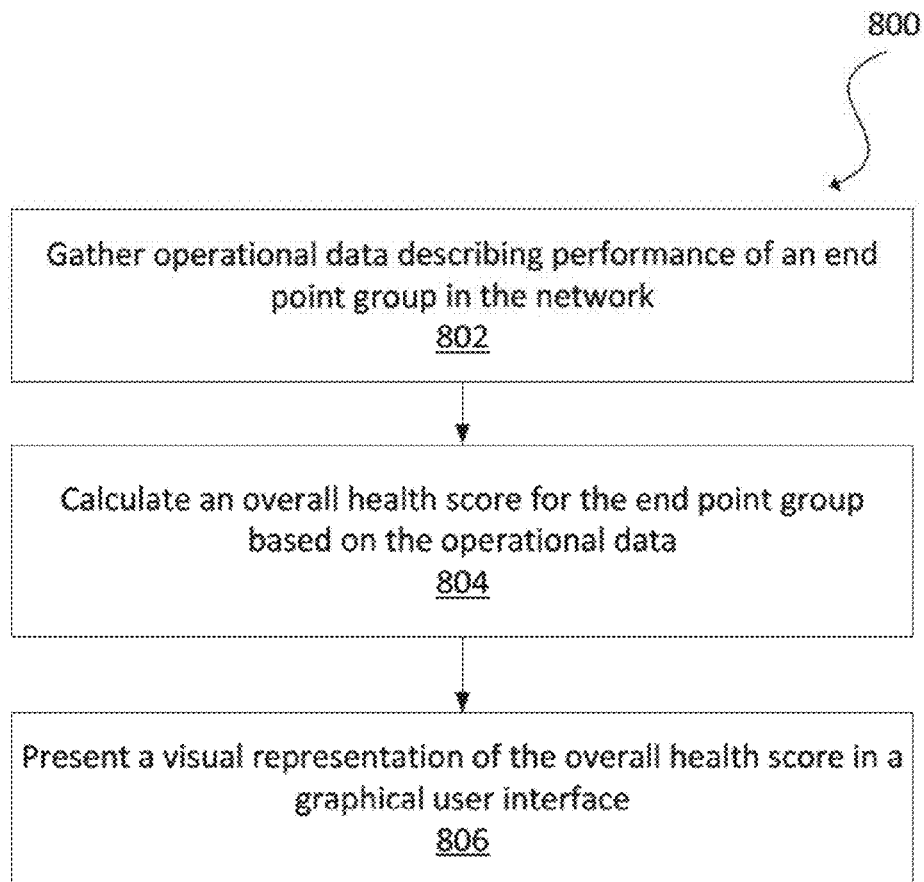 800
Gather operational data describing performance of an end
point group in the network
802
Calculate an overall health score for the end point group
based on the operational data
804
Present a visual representation of the overall health score in a
graphical user interface
806